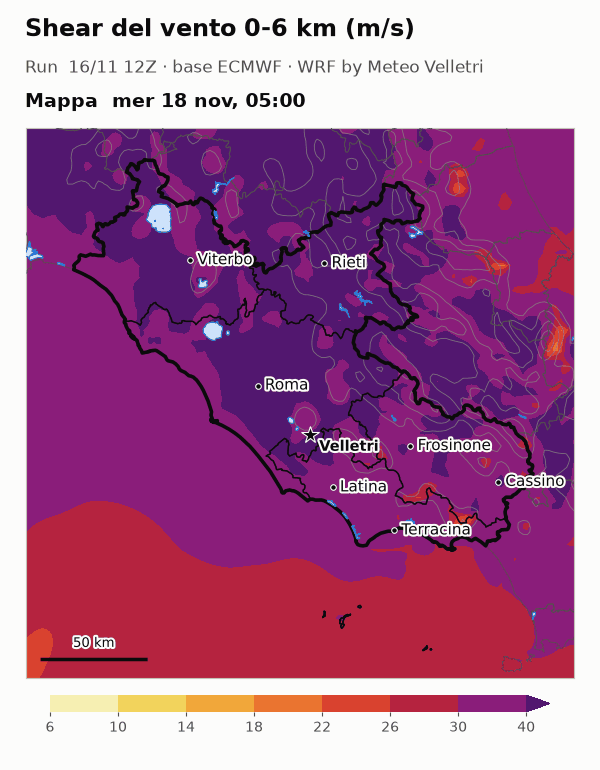 Shear del vento 0-6 km (m/s)
Run  16/11 12Z · base ECMWF · WRF by Meteo Velletri
Mappa  mer 18 nov, 05:00
Viterbo
Rieti
Roma
Velletri
Frosinone
Cassino
Latina
Terracina
50 km
6 10 14 18 22 26 30 40